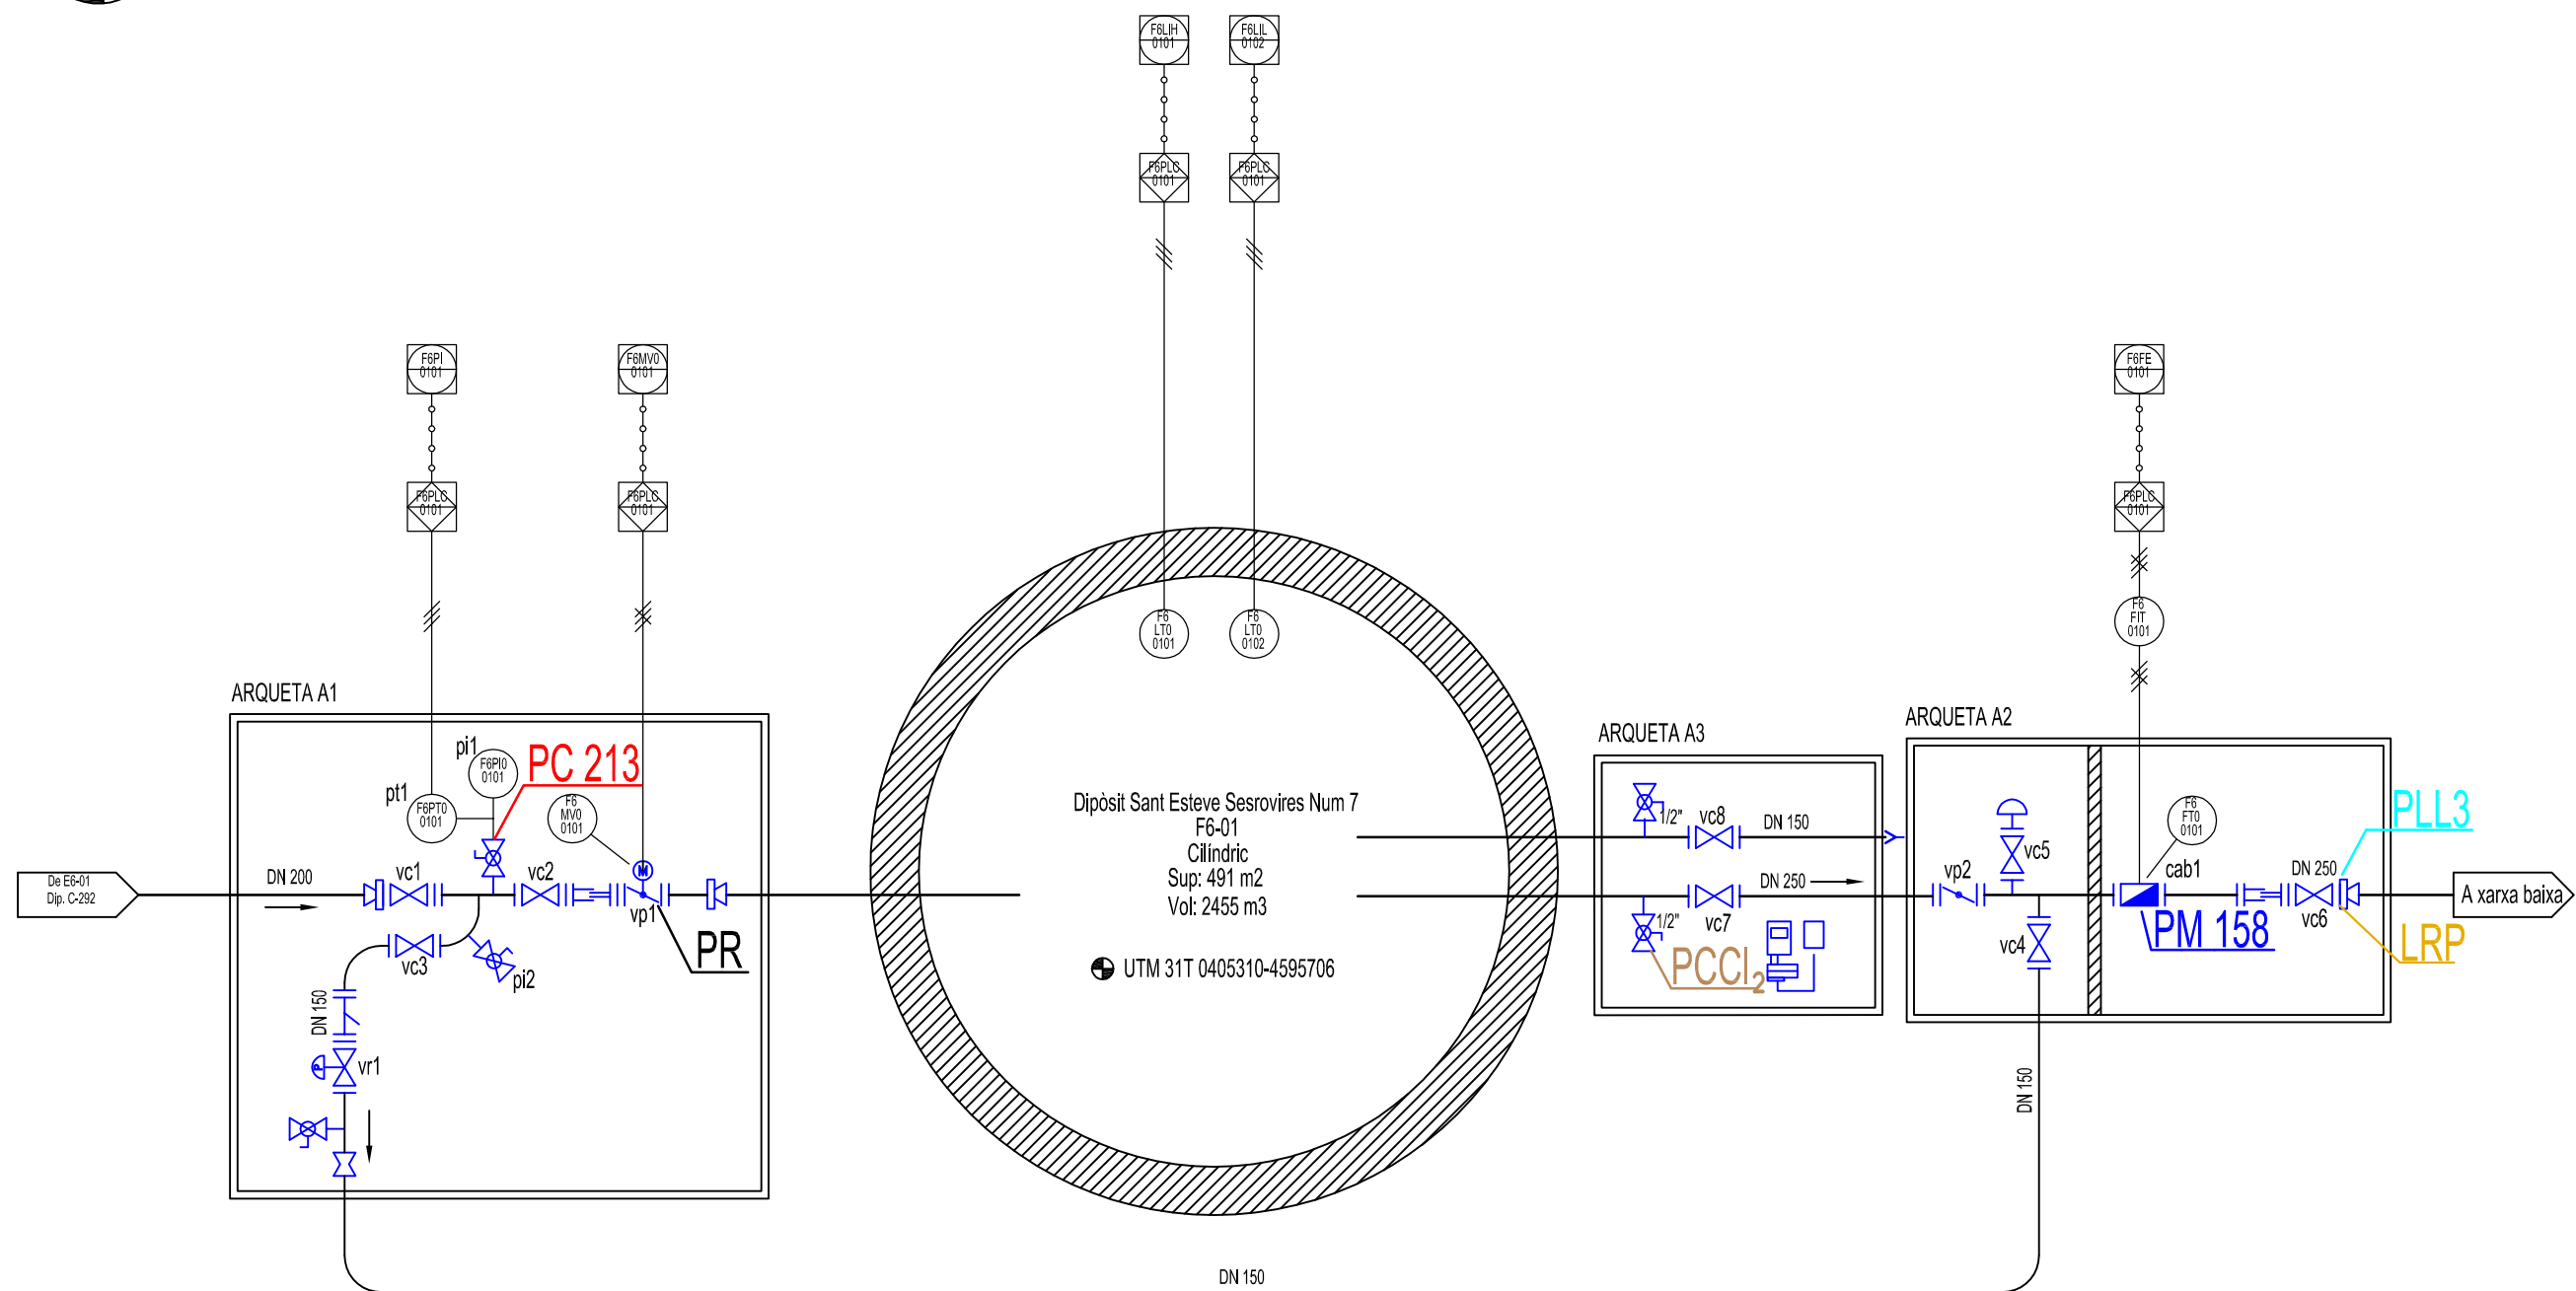 F6LIH
0101
F6LIL
0102
F6PLC
0101
F6PLC
0101
F6PI
0101
F6MV0
0101
F6FE
0101
F6PLC
0101
F6PLC
0101
F6PLC
0101
F6
LT0
0101
F6
LT0
0102
F6
FIT
0101
ARQUETA A1
pi1
F6PI0
0101
PC 213
pt1
F6PT0
0101
F6
MV0
0101
De E6-01
Dip. C-292
DN 200
vc1
vc2
M
vp1
PR
vc3
pi2
DN 150
P
vr1
Dipòsit Sant Esteve Sesrovires Num 7
F6-01
Cilíndric
Sup: 491 m2
Vol: 2455 m3
UTM 31T 0405310-4595706
ARQUETA A3
1/2"
vc8
DN 150
DN 250
1/2"
vc7
PCCl2
ARQUETA A2
F6
FT0
0101
PLL3
vp2
vc5
cab1
DN 250
A xarxa baixa
vc4
PM 158
vc6
LRP
DN 150
DN 150